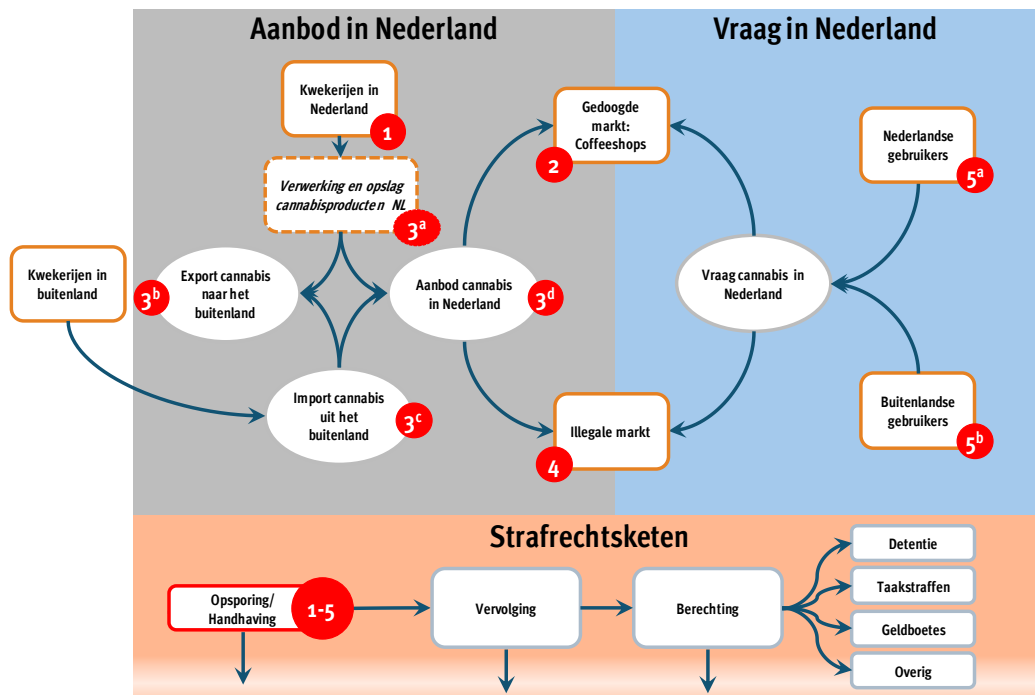 Aanbod in Nederland
Vraag in Nederland
Kwekerijen in
Nederland
1
Verwerking en opslag
cannabisproducten NL
3a
Kwekerijen in
buitenland
3b
Export cannabis
naar het
buitenland
Aanbod cannabis
in Nederland
3d
Import cannabis
uit het
buitenland
3c
Gedoogde
markt:
Coffeeshops
2
Illegale markt
4
Vraag cannabis in
Nederland
Nederlandse
gebruikers
5a
Buitenlandse
gebruikers
5b
Strafrechtsketen
Opsporing/
Handhaving
1-5
Vervolging
Berechting
Detentie
Taakstraffen
Geldboetes
Overig